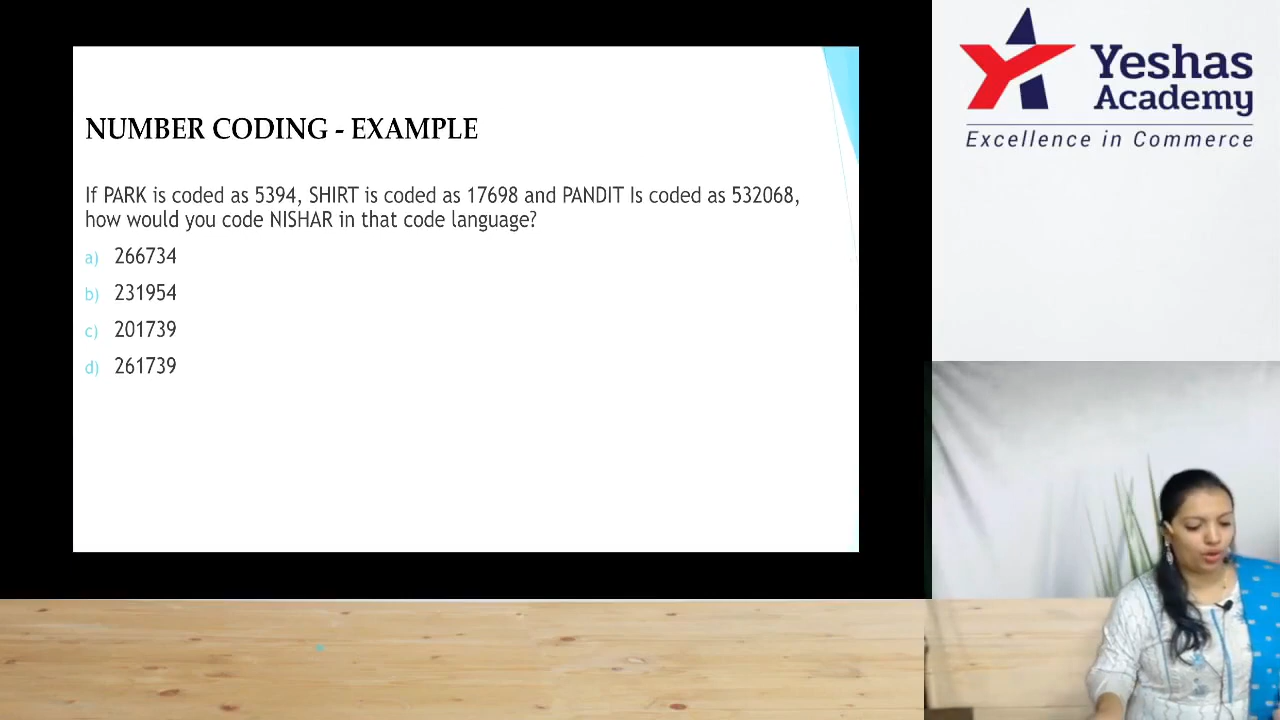 NUMBER CODING - EXAMPLE
If PARK is coded as 5394, SHIRT is coded as 17698 and PANDIT Is coded as 532068,
how would you code NISHAR in that code language?
a) 266734
b) 231954
c) 201739
d) 261739
Yeshas
Academy
Excellence in Commerce